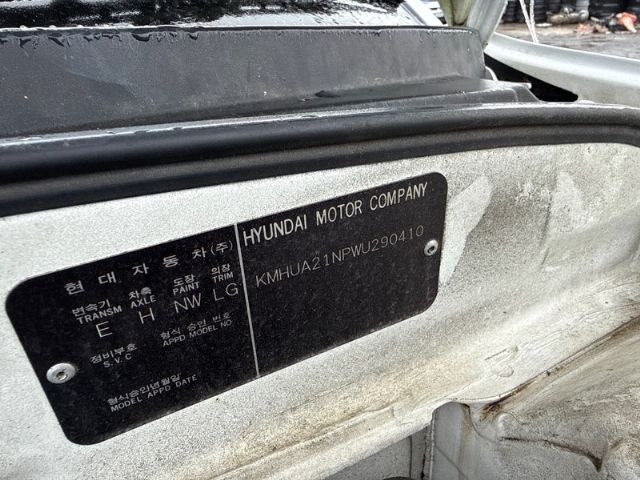 현 대 자 동 차 (주)
변속기 차축 도장 의장
TRANSM AXLE PAINT TRIM
E H NW LG
정비부호 형식 승인 번호
S.V.C APPD MODEL NO
형식승인년월일
MODEL APPD DATE
HYUNDAI MOTOR COMPANY
KMHUA21NPWU290410